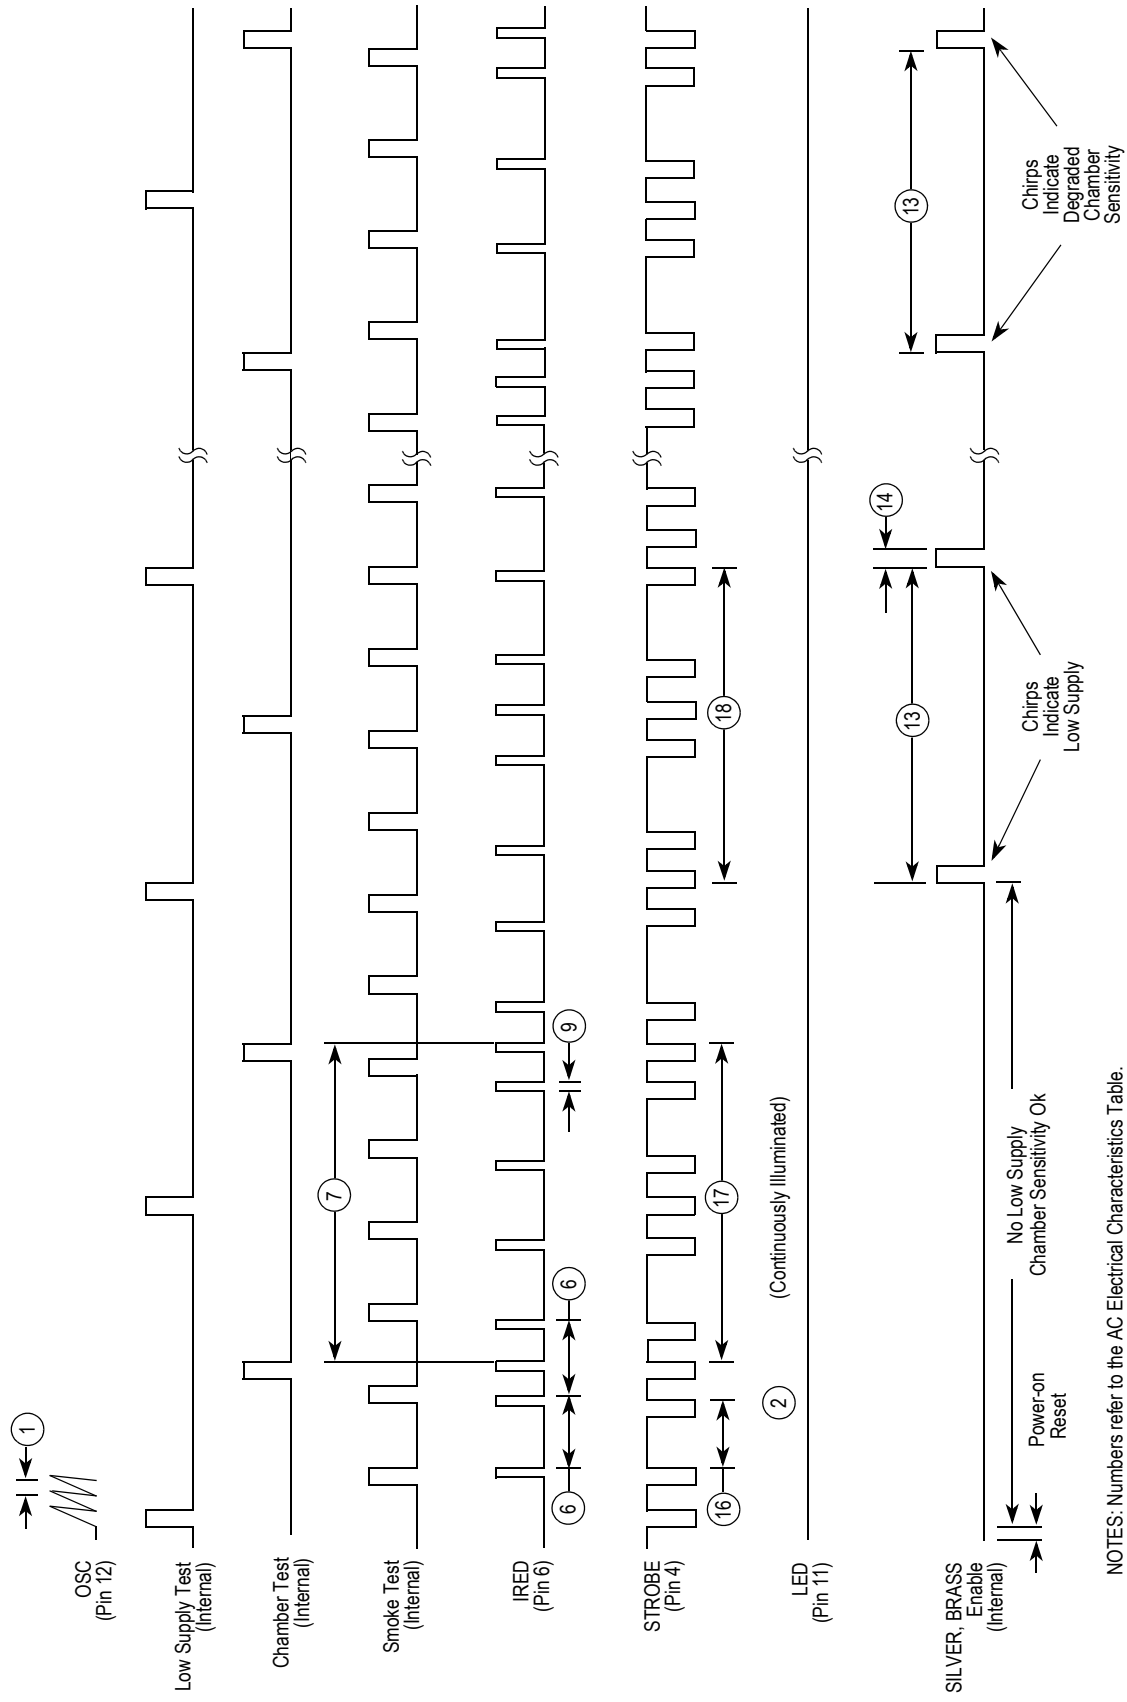 OSC
(Pin 12)
1
Low Supply Test
(Internal)
Chamber Test
(Internal)
7
Smoke Test
(Internal)
IRED
(Pin 6)
6
6
9
STROBE
(Pin 4)
16
17
18
LED
(Pin 11)
2
(Continuously Illuminated)
SILVER, BRASS
Enable
(Internal)
13
14
13
Power-on
Reset
No Low Supply
Chamber Sensitivity Ok
Chirps
Indicate
Low Supply
Chirps
Indicate
Degraded
Chamber
Sensitivity
NOTES: Numbers refer to the AC Electrical Characteristics Table.